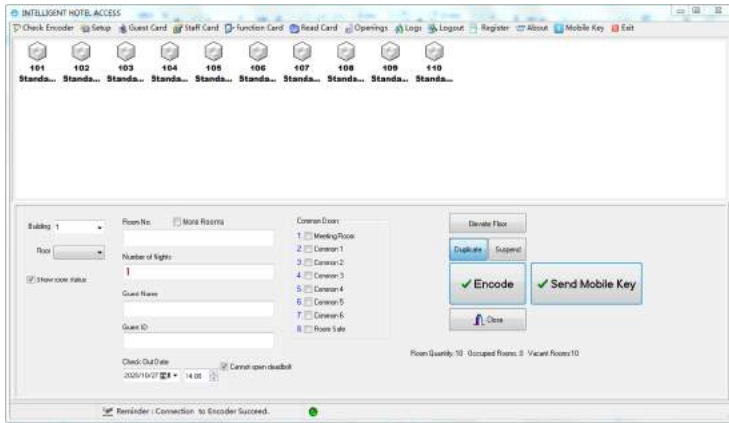 INTELLIGENT HOTEL ACCESS
Check Encoder Setup Guest Card Staff Card Function Card Read Card Openings Logs Logout Register About Mobile Key Exit
101 102 103 104 105 106 107 108 109 110
Standa... Standa... Standa... Standa... Standa... Standa... Standa... Standa... Standa... Standa...
Building 1
Floor
Show room status
Room No. More Rooms
Number of Nights
1
Guest Name
Guest ID
Check Out Date
2020/10/27 14:00
Cannot open deadbolt
Common Doors
1 Meeting Room
2 Common 1
3 Common 2
4 Common 3
5 Common 4
6 Common 5
7 Common 6
8 Room Safe
Elevate Floor
Duplicate Suspend
Encode Send Mobile Key
Close
Room Quantity: 10 Occupied Rooms: 0 Vacant Rooms:10
Reminder : Connection to Encoder Succeed.